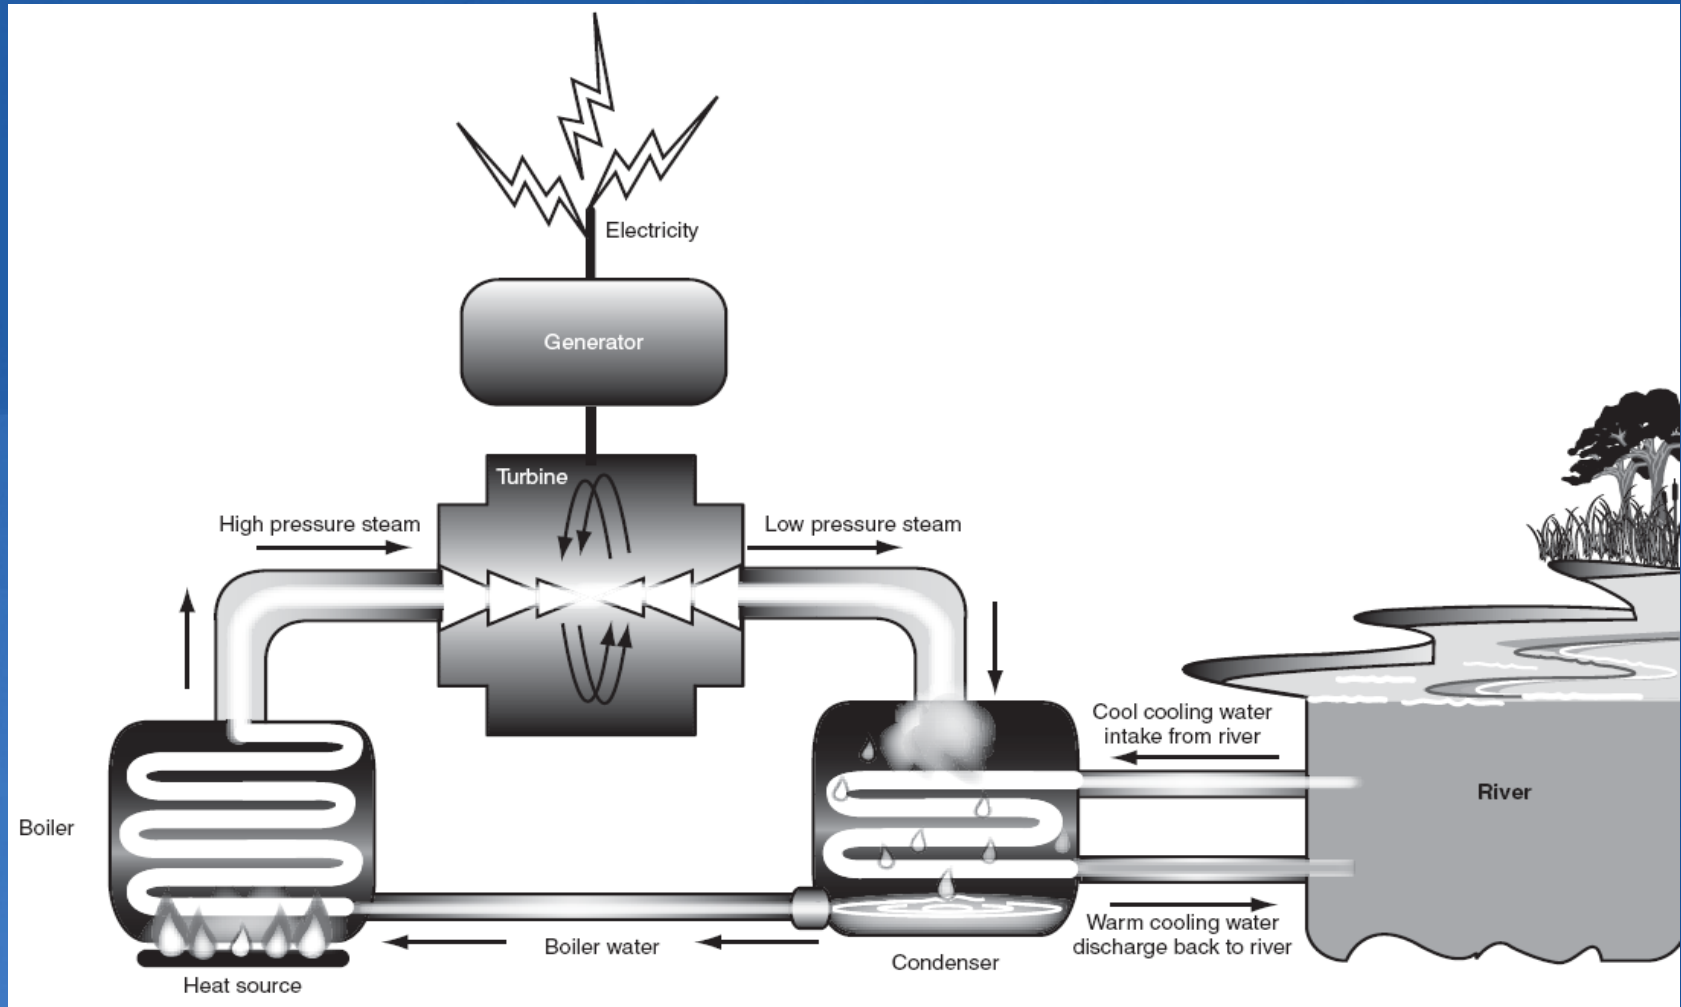 Electricity
Generator
Turbine
High pressure steam
Low pressure steam
Cool cooling water
intake from river
River
Boiler
Warm cooling water
discharge back to river
Boiler water
Condenser
Heat source